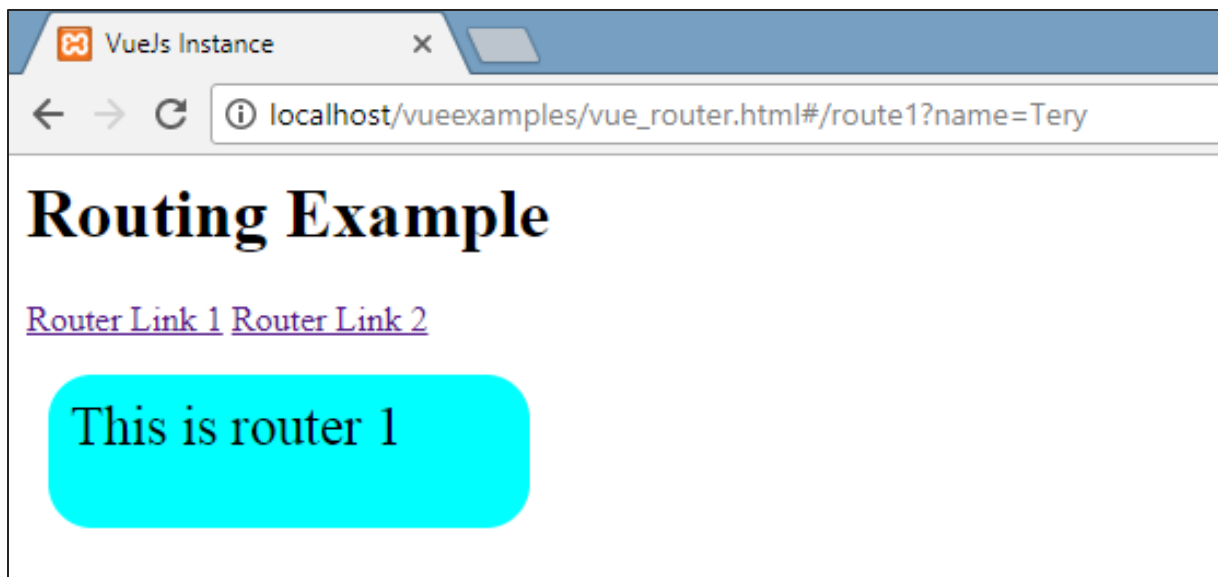 VueJs Instance
localhost/vueexamples/vue_router.html#/route1?name=Tery
Routing Example
Router Link 1 Router Link 2
This is router 1